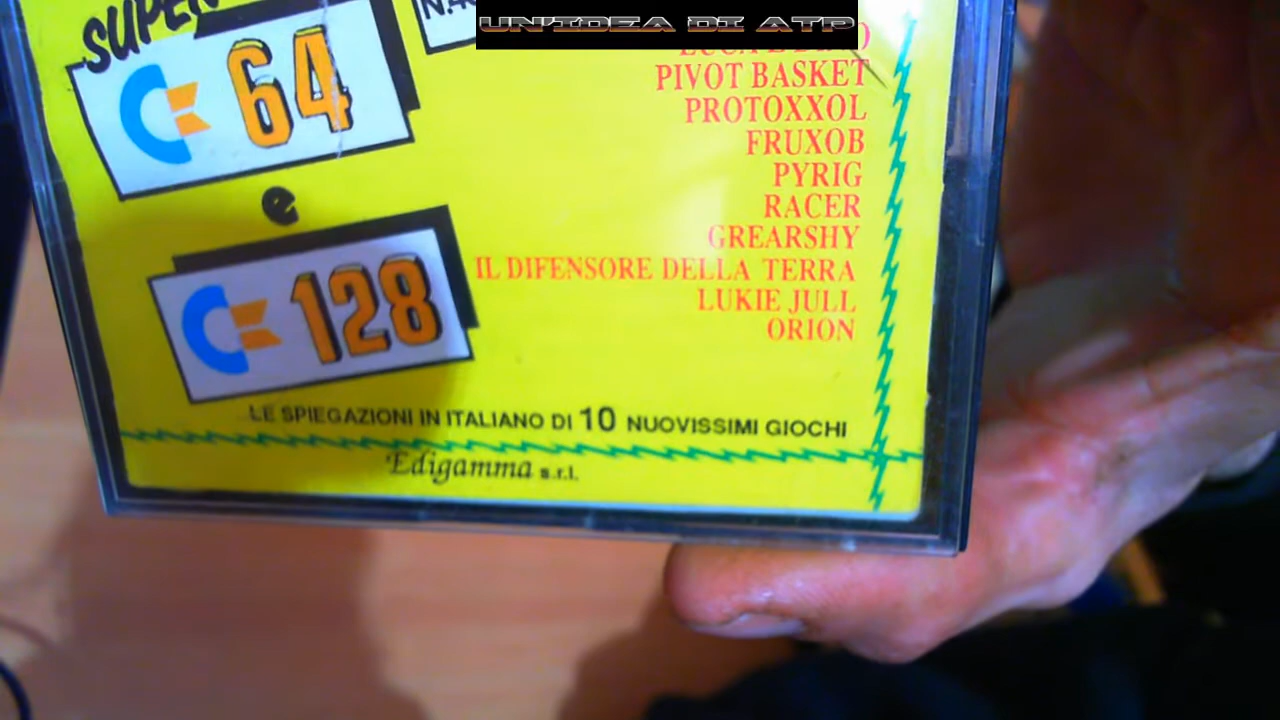 UN'IDEA DI ATP
SUPER
64
e
128
PIVOT BASKET
PROTOXXOL
FRUXOB
PYRIG
RACER
GREARSHY
IL DIFENSORE DELLA TERRA
LUKIE JULL
ORION
LE SPIEGAZIONI IN ITALIANO DI 10 NUOVISSIMI GIOCHI
Edigamma s.r.l.